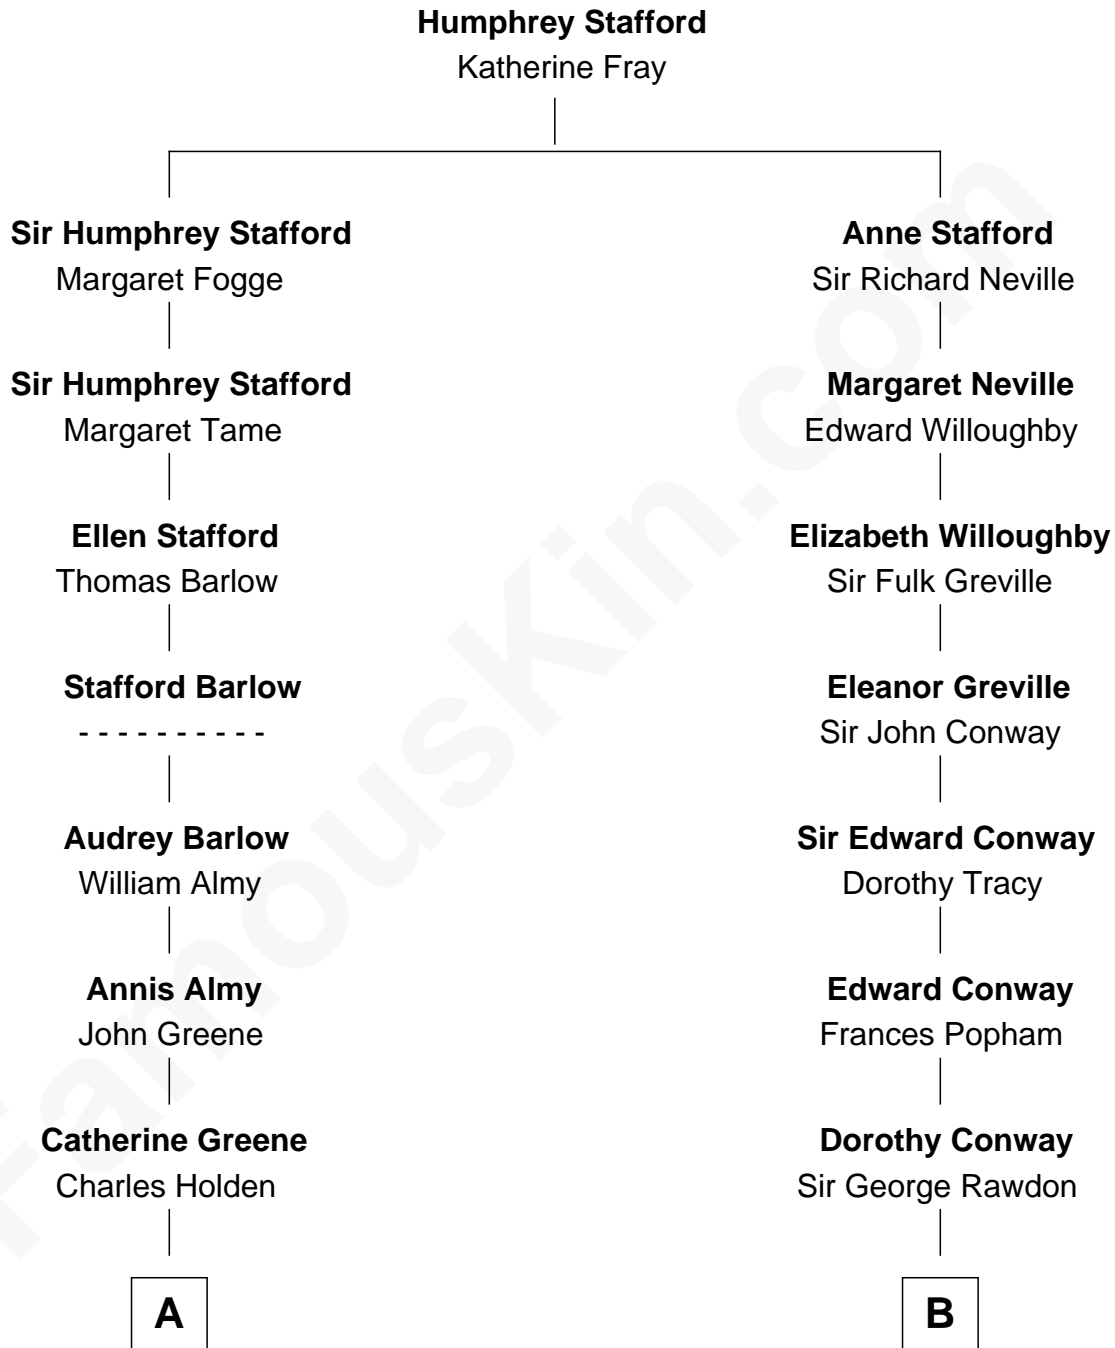 Humphrey Stafford
Katherine Fray
Sir Humphrey Stafford
Margaret Fogge
Anne Stafford
Sir Richard Neville
Sir Humphrey Stafford
Margaret Tame
Margaret Neville
Edward Willoughby
Ellen Stafford
Thomas Barlow
Elizabeth Willoughby
Sir Fulk Greville
Stafford Barlow
- - - - - - - - - -
Eleanor Greville
Sir John Conway
Audrey Barlow
William Almy
Sir Edward Conway
Dorothy Tracy
Annis Almy
John Greene
Edward Conway
Frances Popham
Catherine Greene
Charles Holden
Dorothy Conway
Sir George Rawdon
A
B
FamousKin.com